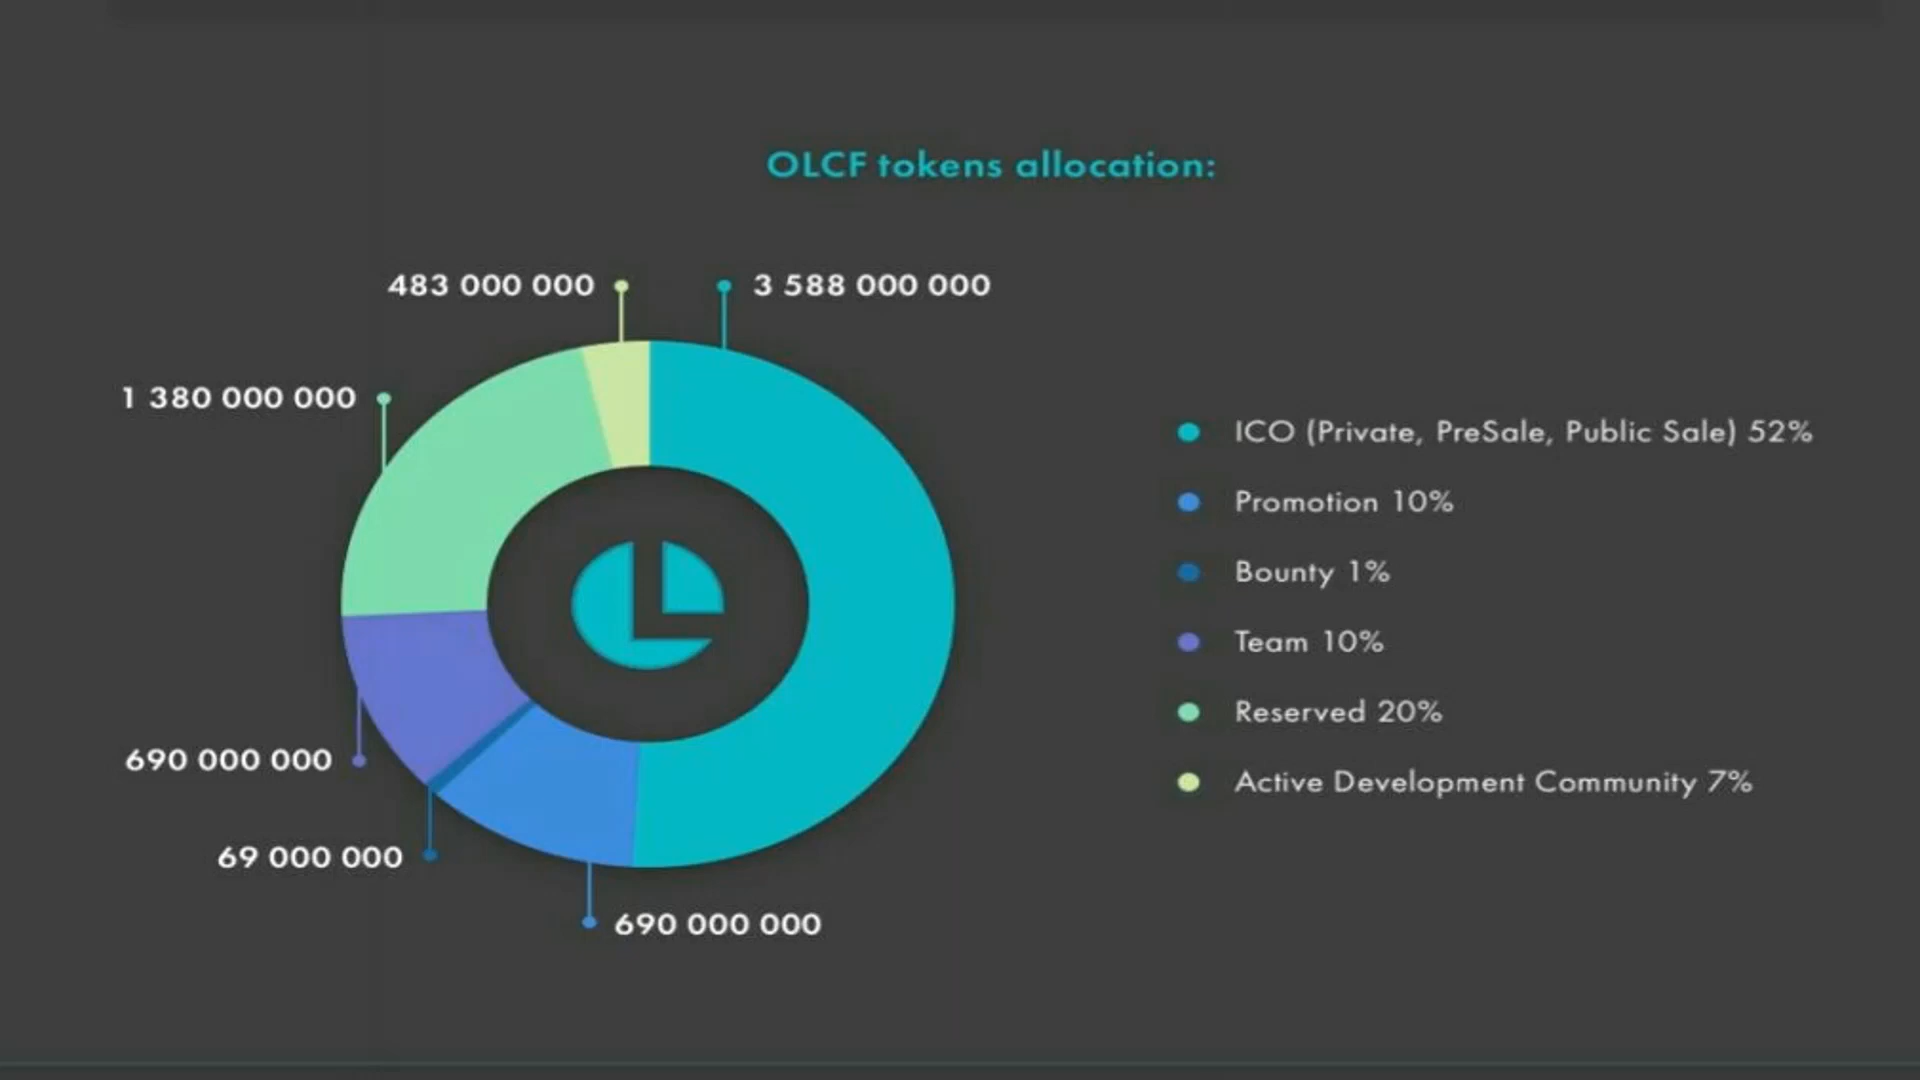 OLCF tokens allocation:
483 000 000
3 588 000 000
1 380 000 000
690 000 000
69 000 000
690 000 000
ICO (Private, PreSale, Public Sale) 52%
Promotion 10%
Bounty 1%
Team 10%
Reserved 20%
Active Development Community 7%